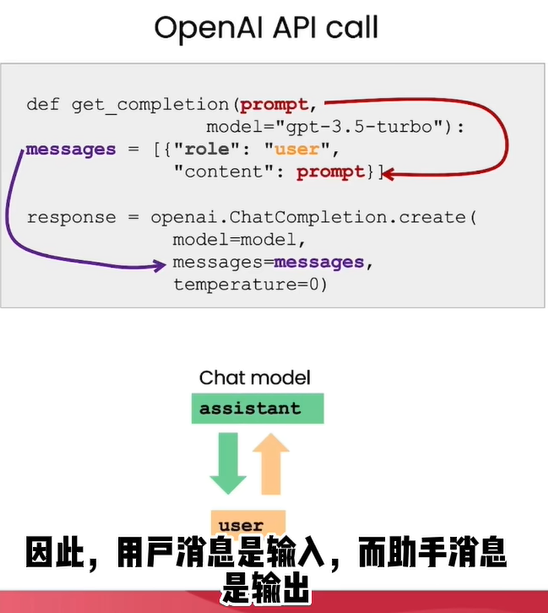 OpenAI API call
def get_completion(prompt,
model="gpt-3.5-turbo"):
messages = [{"role": "user",
"content": prompt}]
response = openai.ChatCompletion.create(
model=model,
messages=messages,
temperature=0)
Chat model
assistant
user
因此，用户消息是输入，而助手消息
是输出